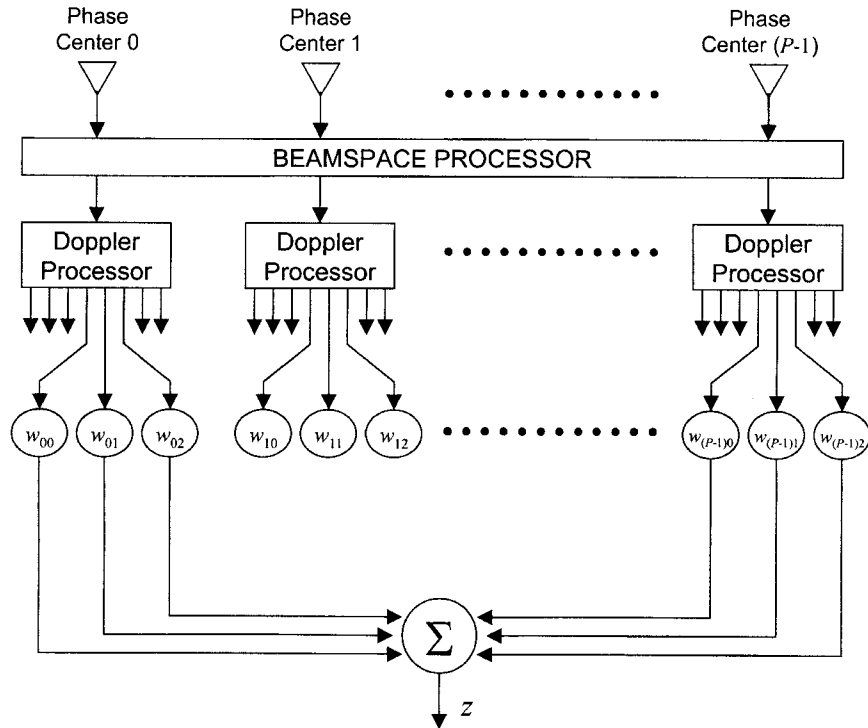 Phase
Center 0
Phase
Center 1
Phase
Center (P-1)
BEAMSPACE PROCESSOR
Doppler
Processor
Doppler
Processor
Doppler
Processor
w00
w01
w02
w10
w11
w12
w(P-1)0
w(P-1)1
w(P-1)2
Σ
z